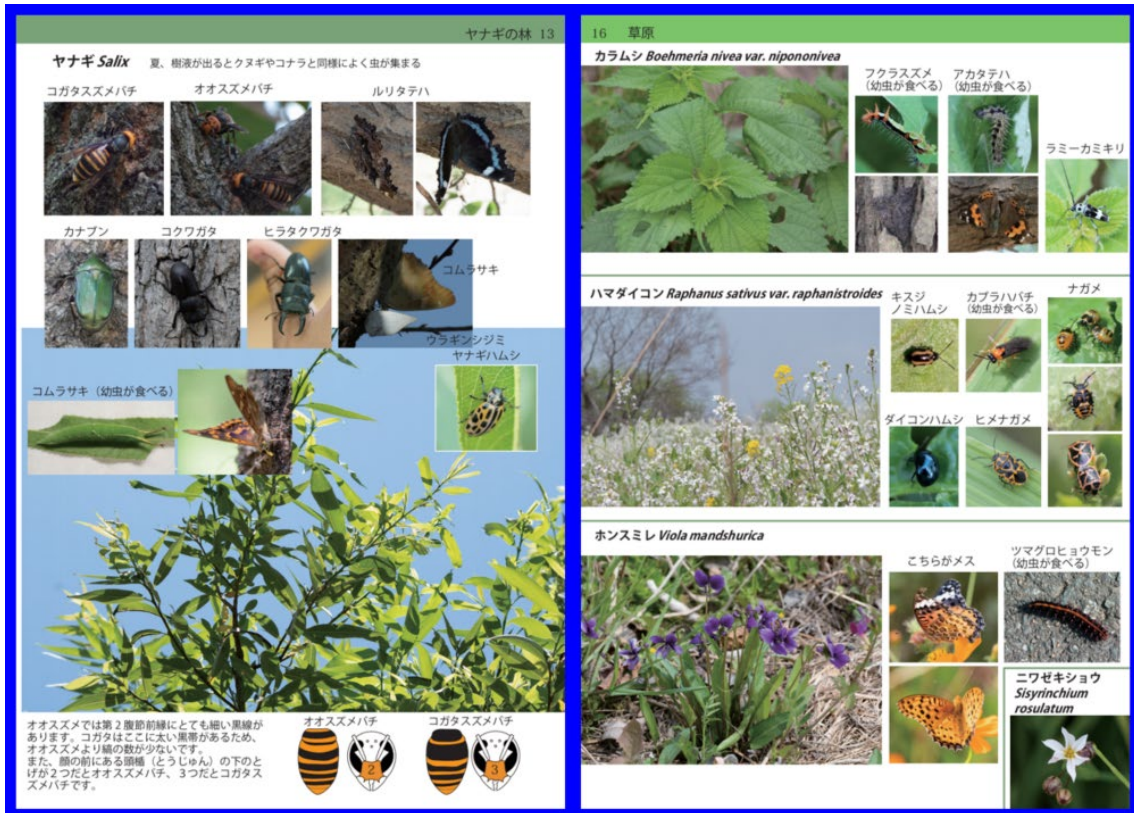 ヤナギの林 13
ヤナギ Salix 夏、樹液が出るとクヌギやコナラと同様によく虫が集まる
コガタスズメバチ
オオスズメバチ
ルリタテハ
カナブン
コクワガタ
ヒラタクワガタ
コムラサキ
ウラギンシジミ
ヤナギハムシ
コムラサキ（幼虫が食べる）
オオスズメでは第2腹節前縁にとても細い黒線が
あります。コガタはここに太い黒帯があるため、
オオスズメより縞の数が少ないです。
また、顔の前にある頭楯（とうじゅん）の下のと
げが2つだとオオスズメバチ、3つだとコガタス
ズメバチです。
オオスズメバチ
2
コガタスズメバチ
3
16 草原
カラムシ Boehmeria nivea var. nipononivea
フクラスズメ
（幼虫が食べる）
アカタテハ
（幼虫が食べる）
ラミーカミキリ
ハマダイコン Raphanus sativus var. raphanistroides
キスジ
ノミハムシ
カブラハバチ
（幼虫が食べる）
ナガメ
ダイコンハムシ
ヒメナガメ
ホンスミレ Viola mandshurica
こちらがメス
ツマグロヒョウモン
（幼虫が食べる）
ニワゼキショウ
Sisyrinchium
rosulatum